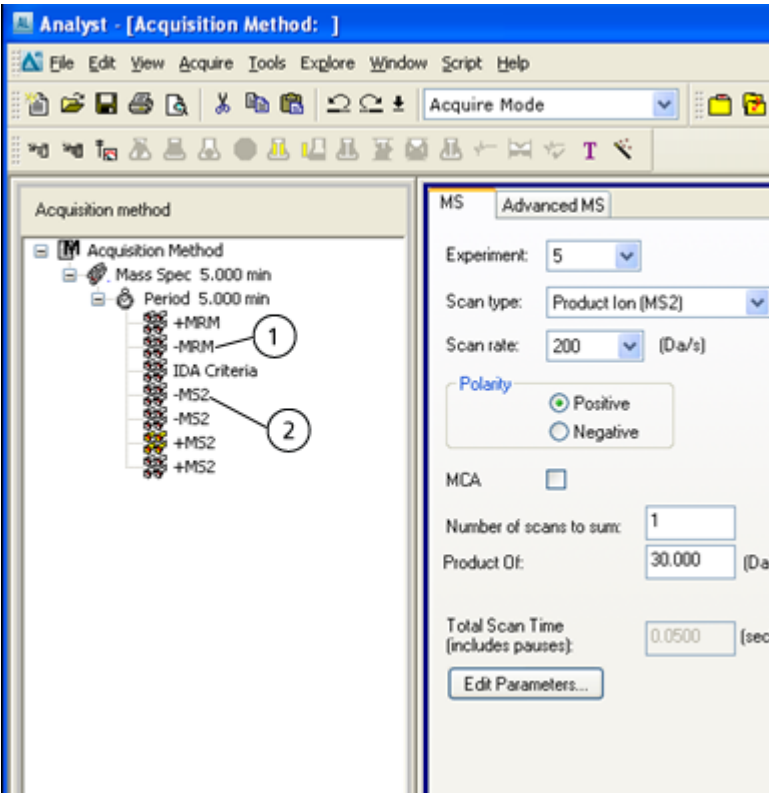 Analyst - [Acquisition Method: ]
File Edit View Acquire Tools Explore Window Script Help
Acquire Mode
T
Acquisition method
Acquisition Method
Mass Spec 5.000 min
Period 5.000 min
+MRM
-MRM
1
IDA Criteria
-MS2
-MS2
2
+MS2
+MS2
MS Advanced MS
Experiment: 5
Scan type: Product Ion (MS2)
Scan rate: 200 (Da/s)
Polarity
Positive
Negative
MCA
Number of scans to sum: 1
Product Of: 30.000 (Da
Total Scan Time
(includes pauses): 0.0500 (sec
Edit Parameters...